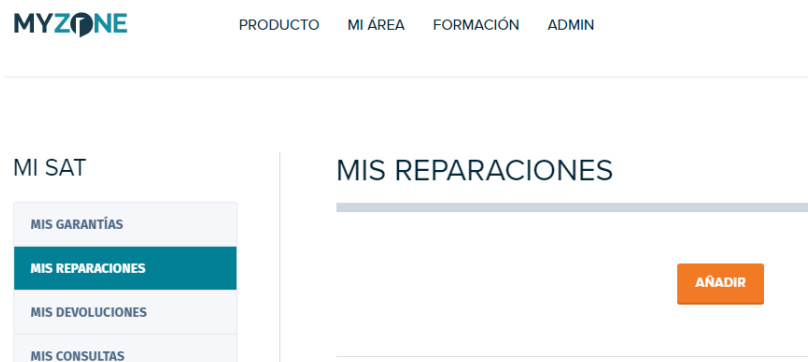 MYZONE
PRODUCTO MI ÁREA FORMACIÓN ADMIN
MI SAT
MIS GARANTÍAS
MIS REPARACIONES
MIS DEVOLUCIONES
MIS CONSULTAS
MIS REPARACIONES
AÑADIR